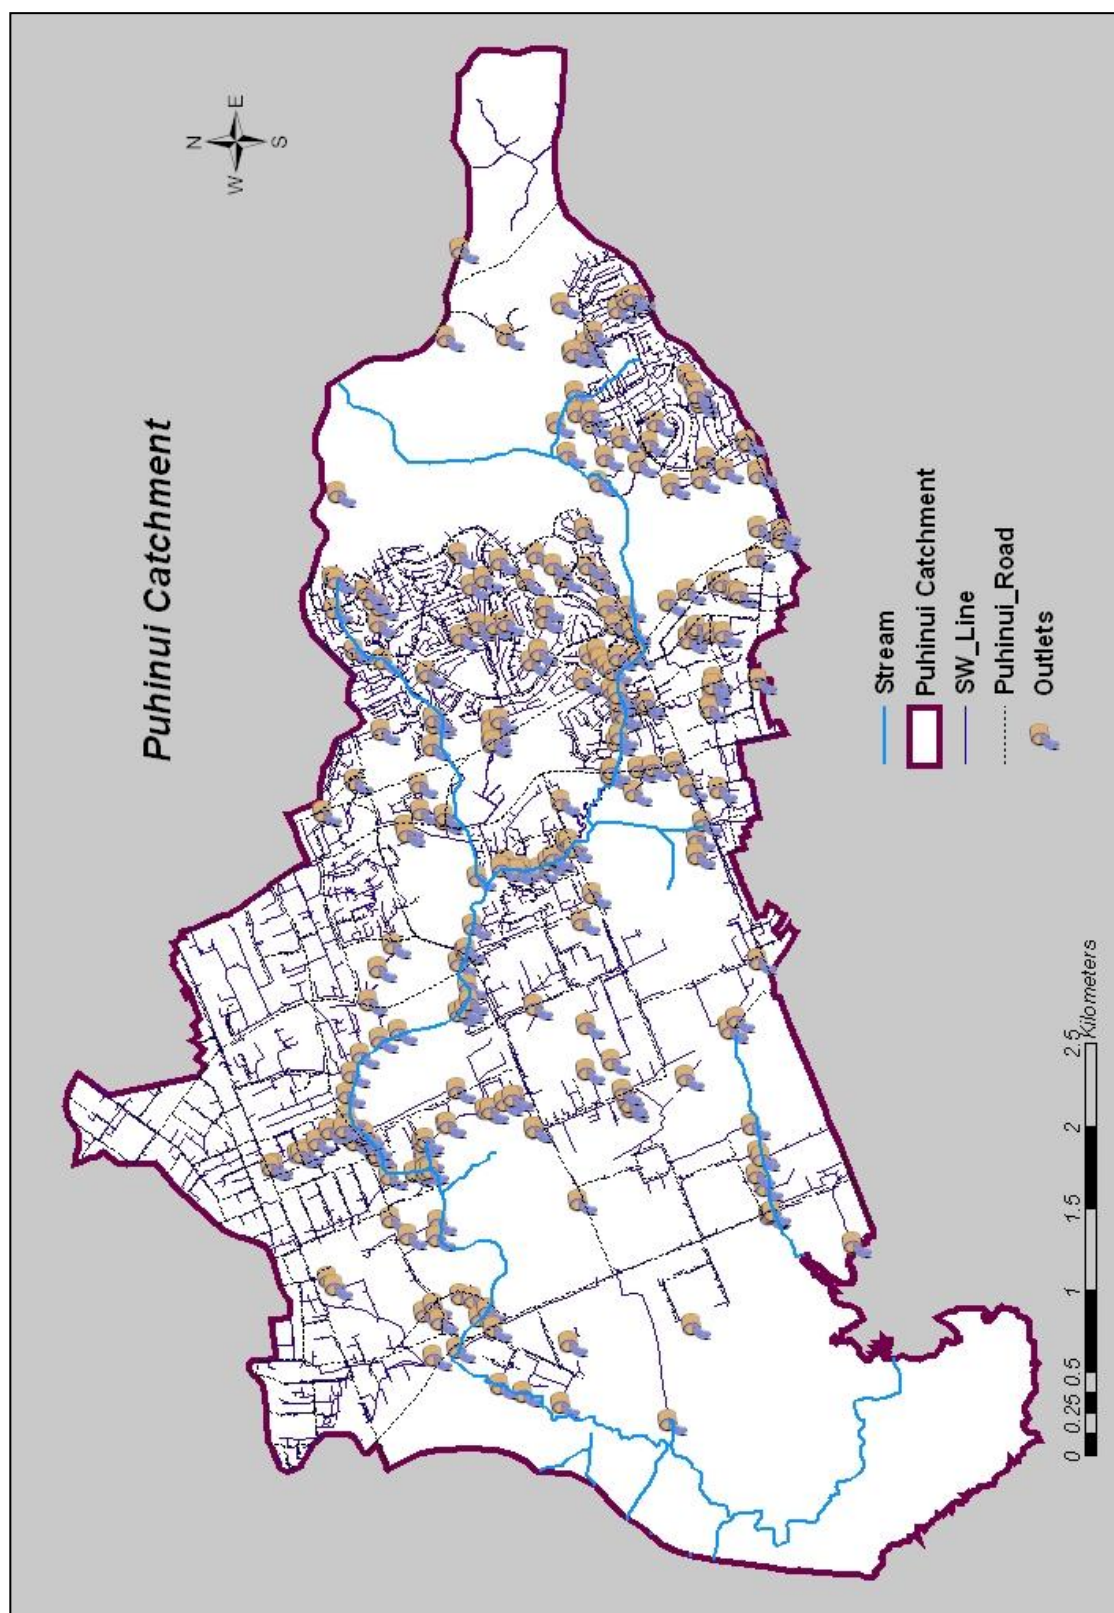 Puhinui Catchment
N
W
E
S
Stream
Puhinui Catchment
SW_Line
Puhinui_Road
Outlets
0 0.25 0.5 1 1.5 2 2.5
Kilometers